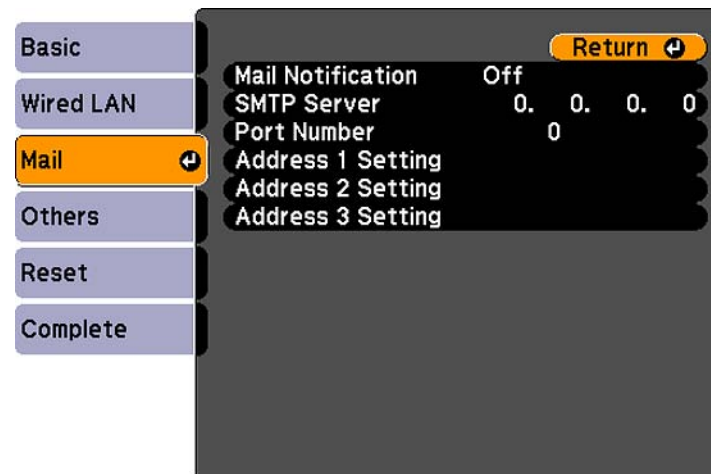 Basic
Wired LAN
Mail
Others
Reset
Complete
Return
Mail Notification Off
SMTP Server 0. 0. 0. 0
Port Number 0
Address 1 Setting
Address 2 Setting
Address 3 Setting